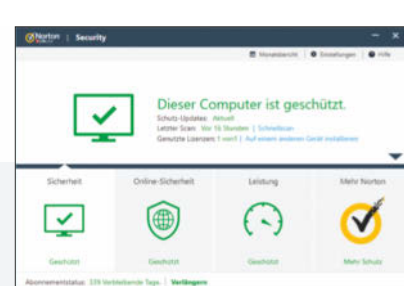 Norton | Security
Monatsbericht | Einstellungen | Hilfe
Dieser Computer ist geschützt.
Schutz-Updates: Aktuell
Letzter Scan: Vor 16 Stunden | Schnellscan
Genutzte Lizenzen: 1 von1 | Auf einem anderen Gerät installieren
Sicherheit
Online-Sicherheit
Leistung
Mehr Norton
Geschützt
Geschützt
Geschützt
Mehr Schutz
Abonnementstatus: 339 Verbleibende Tage. | Verlängern